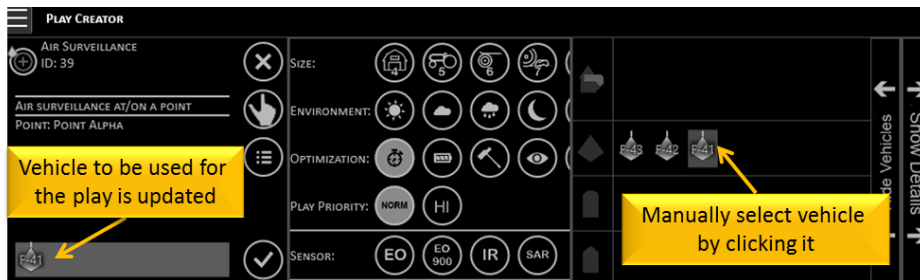 PLAY CREATOR
AIR SURVEILLANCE
ID: 39
AIR SURVEILLANCE AT/ON A POINT
POINT: POINT ALPHA
Vehicle to be used for
the play is updated
F-41
SIZE:
4
5
6
7
ENVIRONMENT:
OPTIMIZATION:
PLAY PRIORITY:
NORM
HI
SENSOR:
EO
EO
900
IR
SAR
F-43
F-42
F-41
Manually select vehicle
by clicking it
Vehicles
Show Details